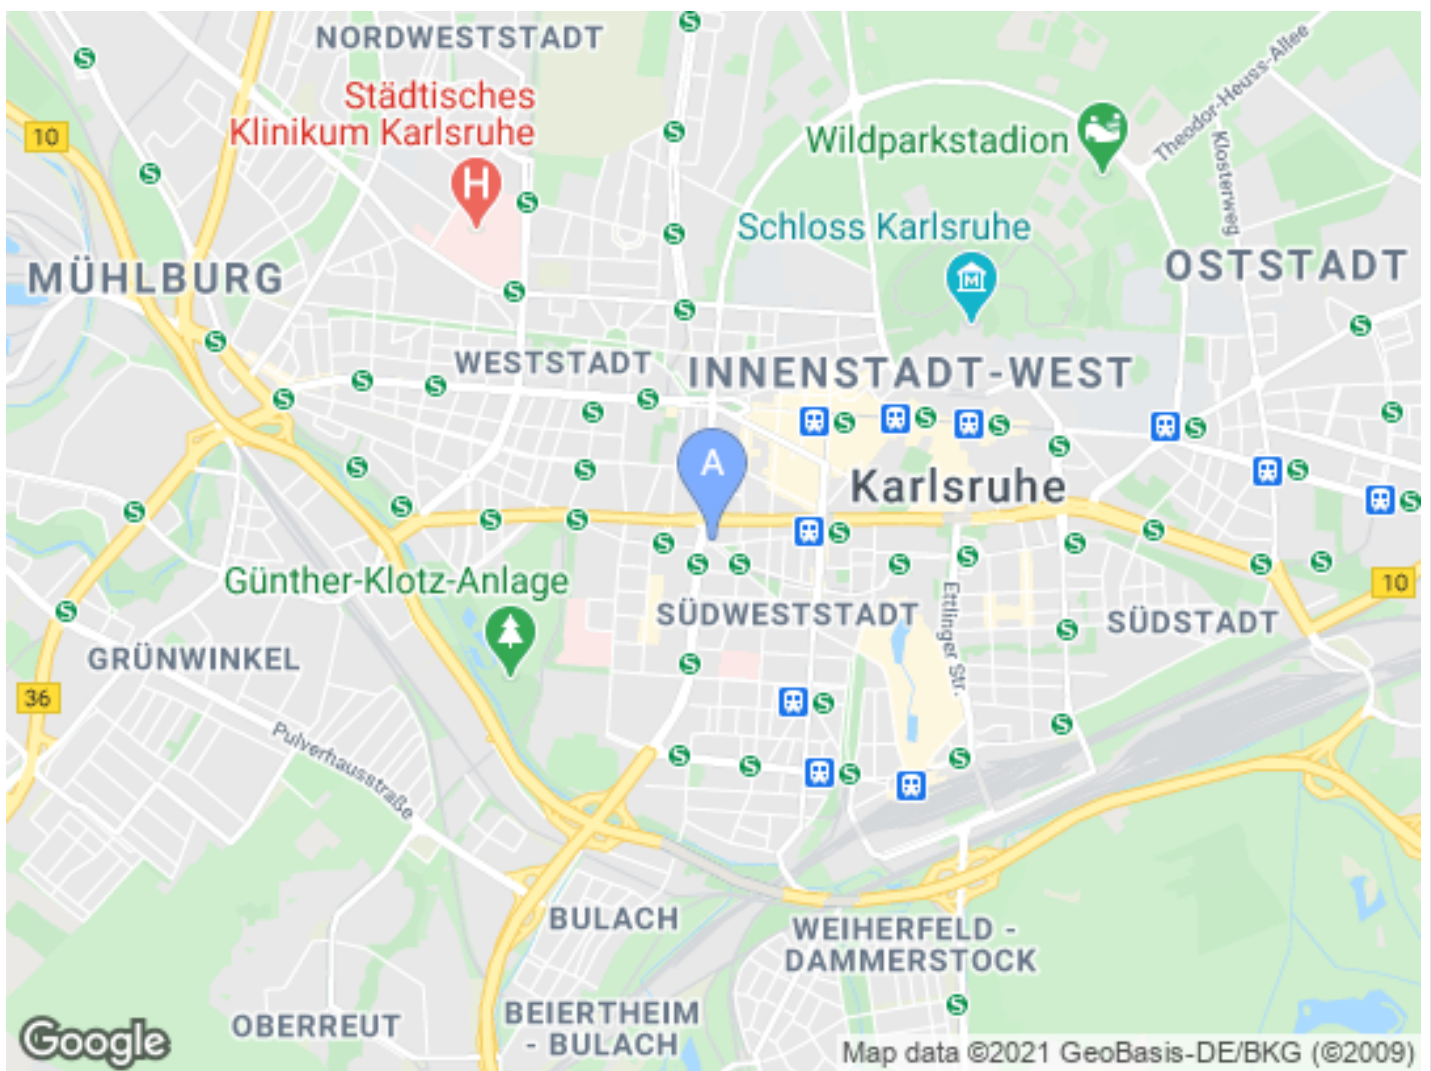 NORDWESTSTADT
Städtisches
Klinikum Karlsruhe
H
10
Wildparkstadion
Theodor-Heuss-Allee
Klosterweg
Schloss Karlsruhe
M
MÜHLBURG
OSTSTADT
WESTSTADT
INNENSTADT-WEST
A
Karlsruhe
Günther-Klotz-Anlage
10
SÜDWESTSTADT
Ettlinger Str.
SÜDSTADT
GRÜNWINKEL
36
Pulverhausstraße
BULACH
WEIHERFELD -
DAMMERSTOCK
BEIERTHEIM
- BULACH
OBERREUT
Google
Map data ©2021 GeoBasis-DE/BKG (©2009)